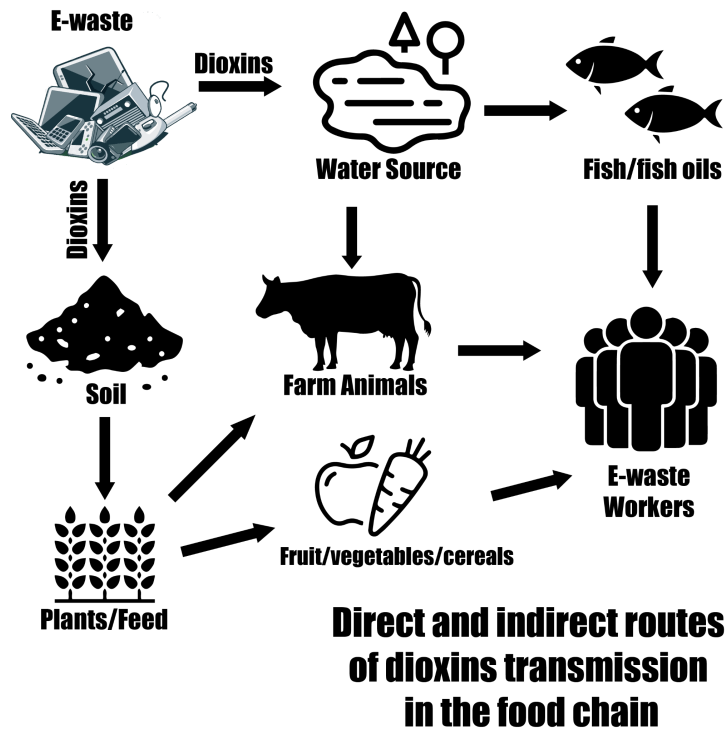 E-waste
Dioxins
Water Source
Fish/fish oils
Dioxins
Soil
Farm Animals
E-waste
Workers
Plants/Feed
Fruit/vegetables/cereals
Direct and indirect routes
of dioxins transmission
in the food chain